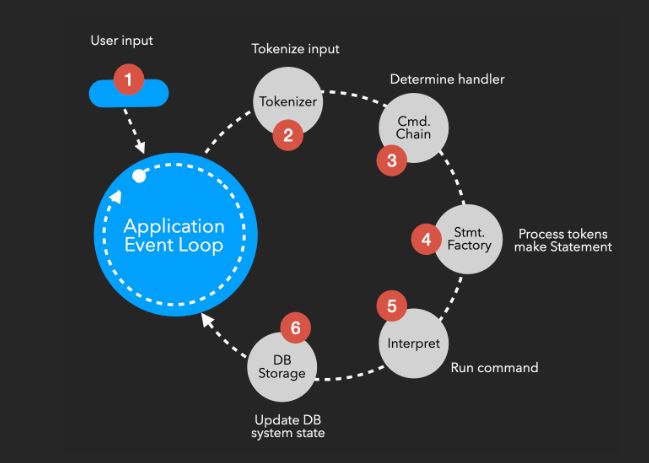 User input
1
Application
Event Loop
Tokenize input
Tokenizer
2
Determine handler
Cmd.
Chain
3
Stmt.
Factory
4
Process tokens
make Statement
5
Interpret
Run command
6
DB
Storage
Update DB
system state